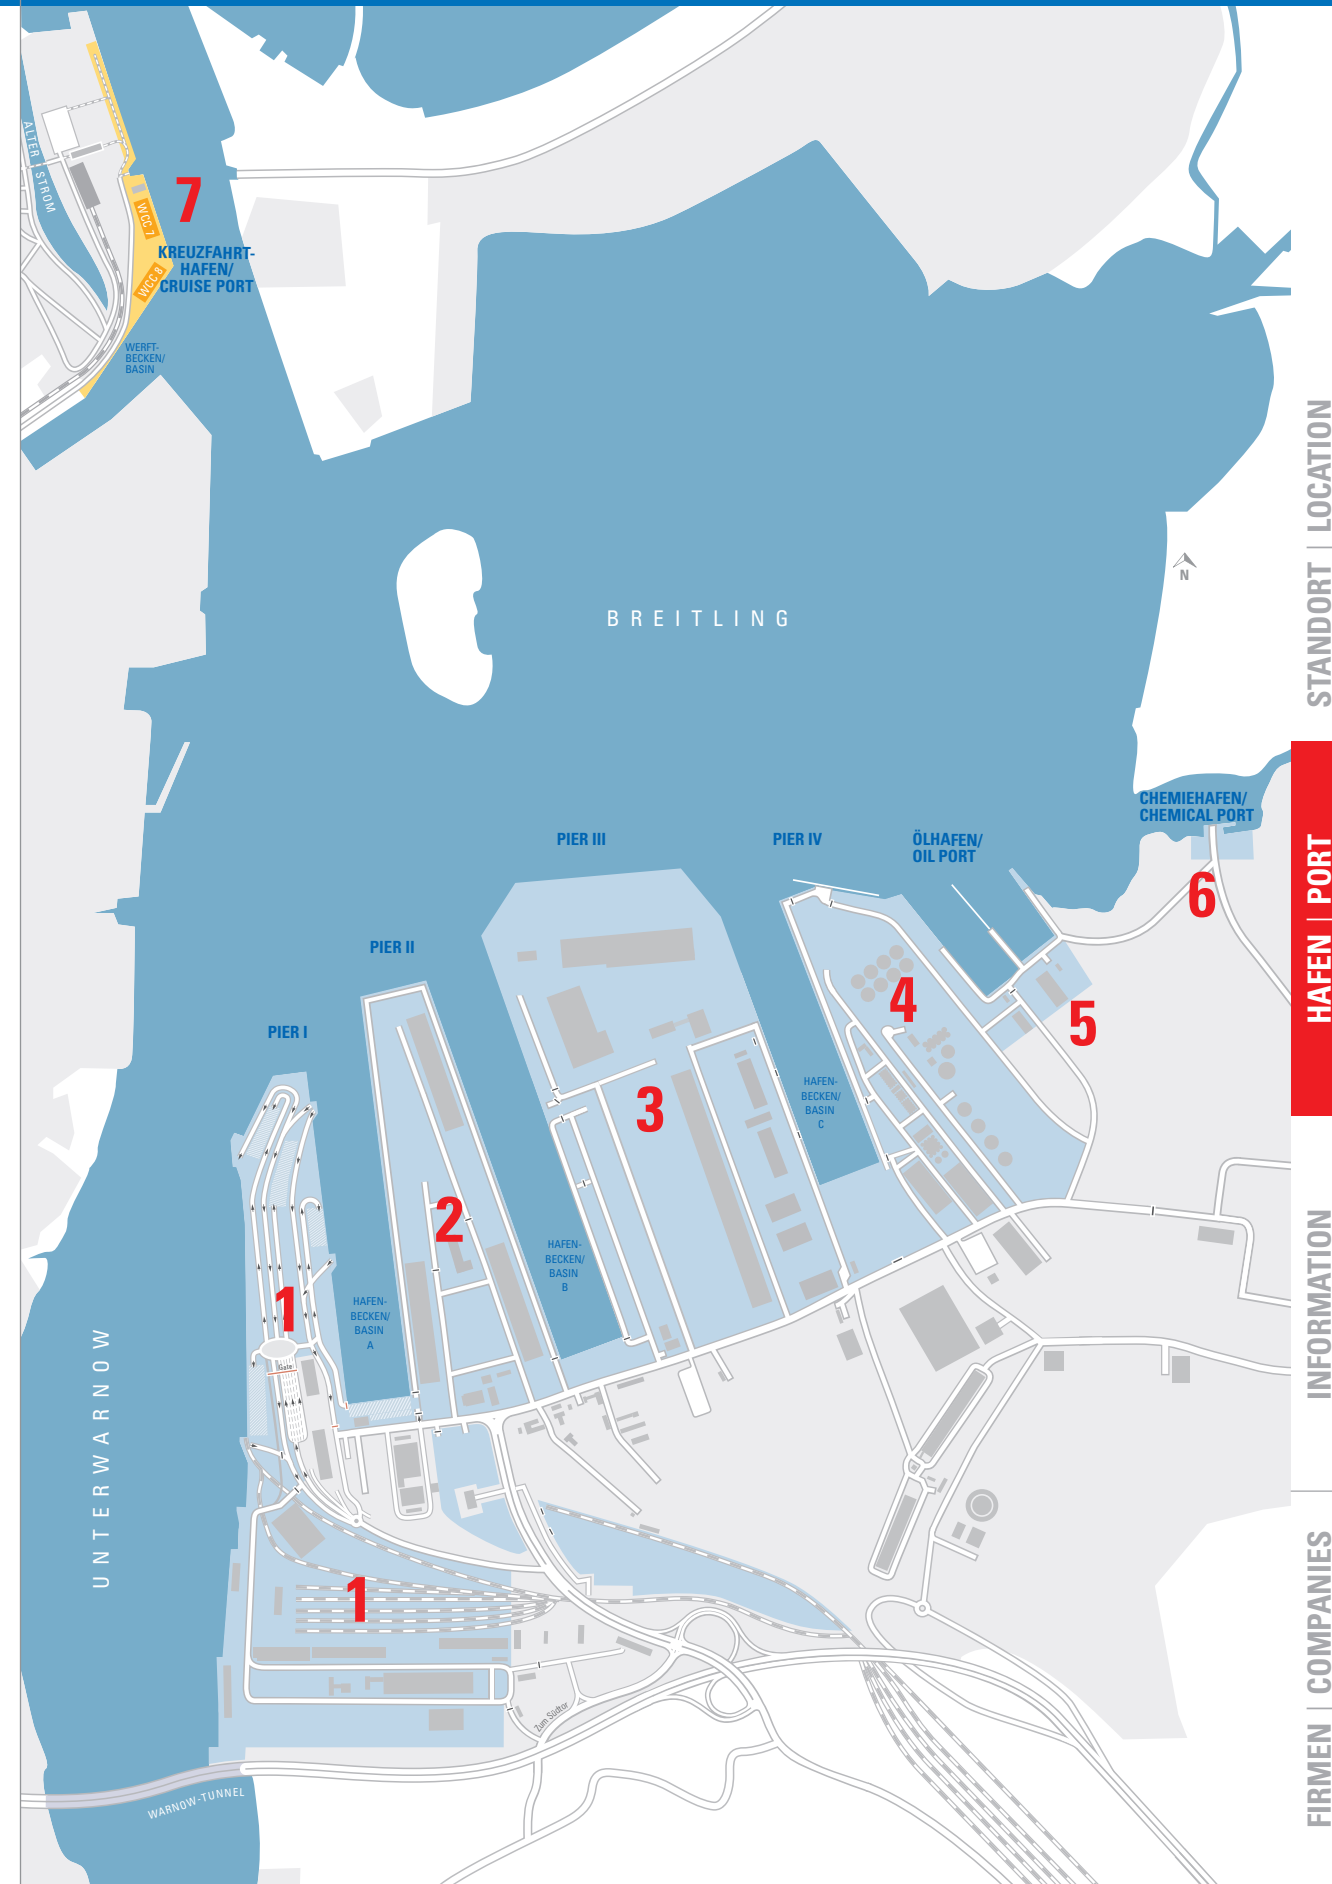 ALTER STROM
7
WCC 7
KREUZFAHRT-
HAFEN/
CRUISE PORT
WCC 8
WERFT-
BECKEN/
BASIN
STANDORT | LOCATION
N
BREITLING
HAFEN | PORT
CHEMIEHAFEN/
CHEMICAL PORT
6
PIER III
PIER IV
ÖLHAFEN/
OIL PORT
PIER II
4
5
PIER I
HAFEN-
BECKEN/
BASIN
C
3
2
HAFEN-
BECKEN/
BASIN
B
1
HAFEN-
BECKEN/
BASIN
A
Gate
INFORMATION
UNTERWARNOW
1
Zum Südtor
WARNOW-TUNNEL
FIRMEN | COMPANIES